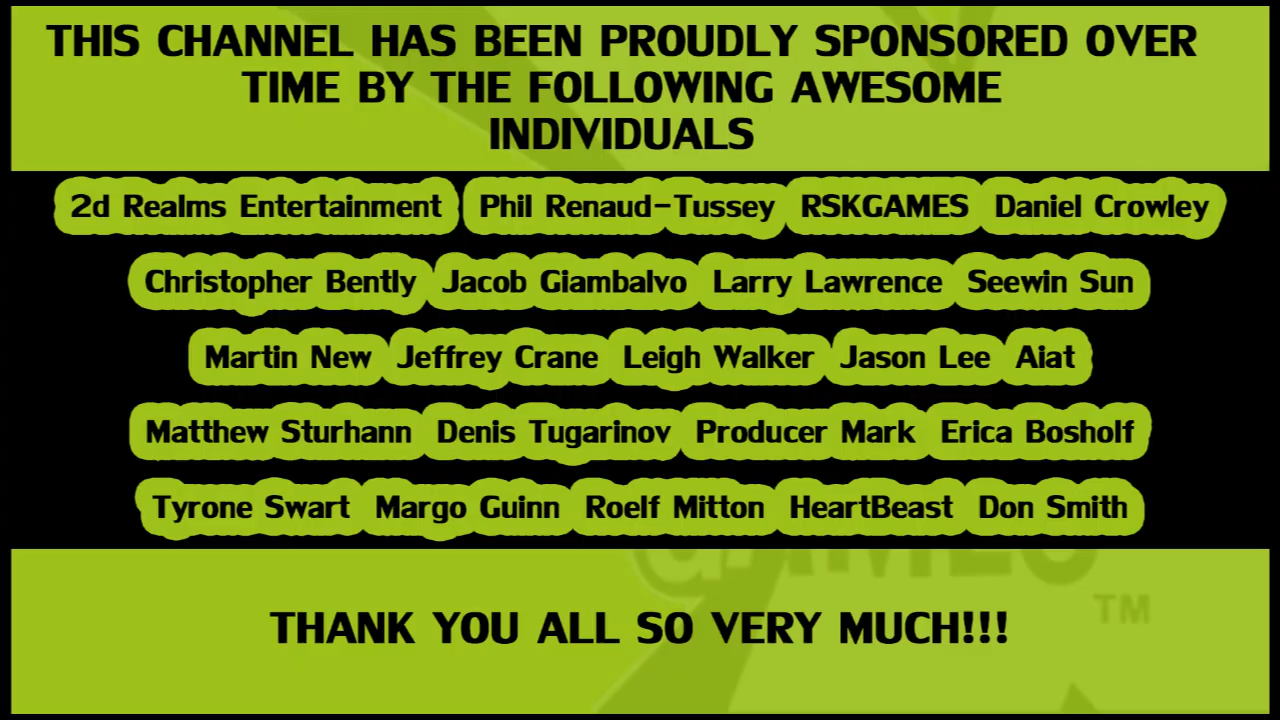 THIS CHANNEL HAS BEEN PROUDLY SPONSORED OVER
TIME BY THE FOLLOWING AWESOME
INDIVIDUALS
2d Realms Entertainment Phil Renaud-Tussey RSKGAMES Daniel Crowley
Christopher Bently Jacob Giambalvo Larry Lawrence Seewin Sun
Martin New Jeffrey Crane Leigh Walker Jason Lee Aiat
Matthew Sturhann Denis Tugarinov Producer Mark Erica Bosholf
Tyrone Swart Margo Guinn Roelf Mitton HeartBeast Don Smith
GAMES
TM
THANK YOU ALL SO VERY MUCH!!!